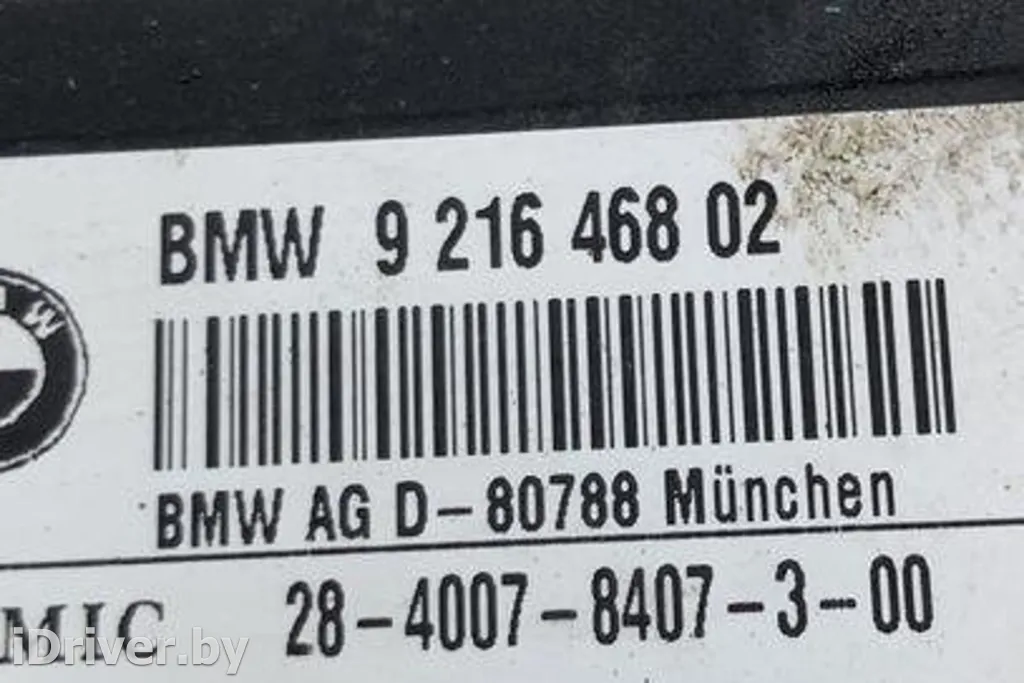 BMW 9 216 468 02
BMW AG D-80788 München
28-4007-8407-3-00
iDriver.by